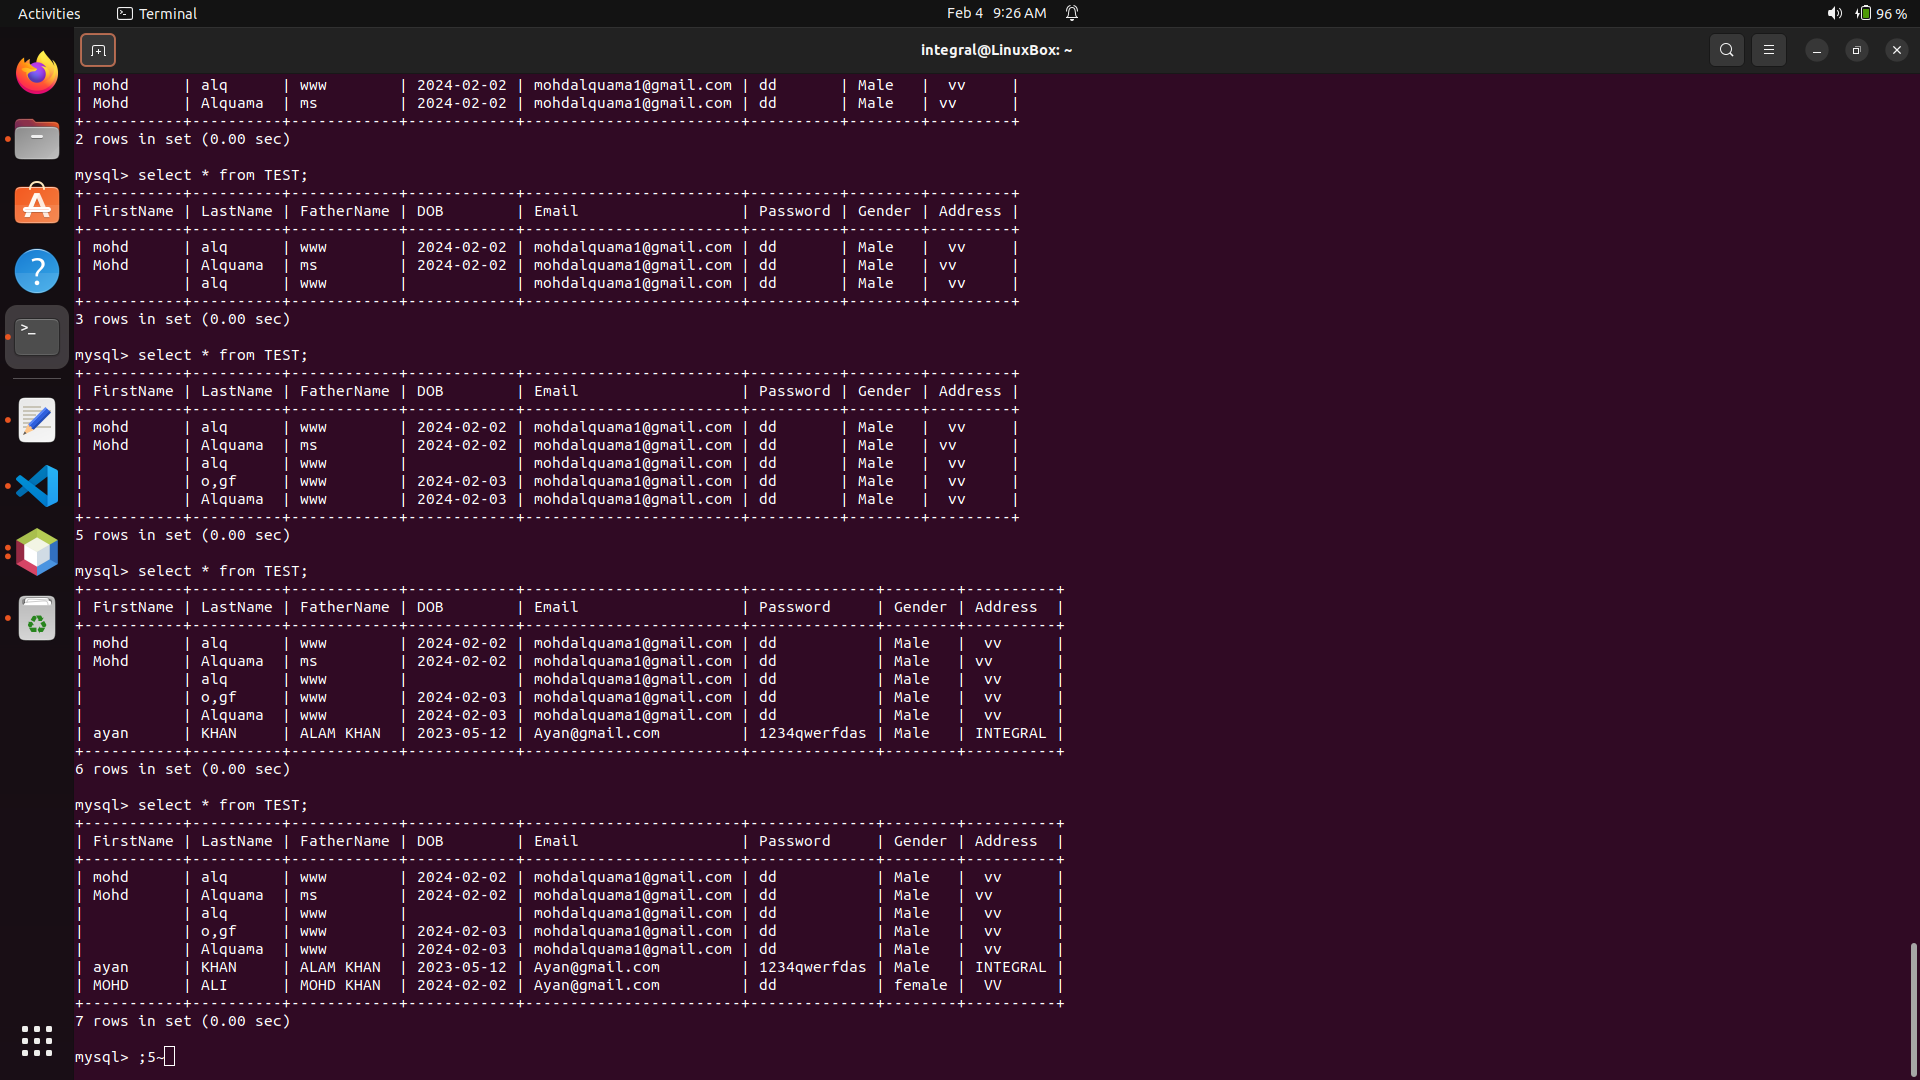 Activities Terminal Feb 4 9:26 AM 96 %
integral@LinuxBox: ~
| mohd      | alq      | www        | 2024-02-02 | mohdalquama1@gmail.com | dd       | Male   |  vv     |
| Mohd      | Alquama  | ms         | 2024-02-02 | mohdalquama1@gmail.com | dd       | Male   | vv      |
+-----------+----------+------------+------------+------------------------+----------+--------+---------+
2 rows in set (0.00 sec)
mysql> select * from TEST;
+-----------+----------+------------+------------+------------------------+----------+--------+---------+
| FirstName | LastName | FatherName | DOB        | Email                  | Password | Gender | Address |
+-----------+----------+------------+------------+------------------------+----------+--------+---------+
| mohd      | alq      | www        | 2024-02-02 | mohdalquama1@gmail.com | dd       | Male   |  vv     |
| Mohd      | Alquama  | ms         | 2024-02-02 | mohdalquama1@gmail.com | dd       | Male   | vv      |
|           | alq      | www        |            | mohdalquama1@gmail.com | dd       | Male   |  vv     |
+-----------+----------+------------+------------+------------------------+----------+--------+---------+
3 rows in set (0.00 sec)
mysql> select * from TEST;
+-----------+----------+------------+------------+------------------------+----------+--------+---------+
| FirstName | LastName | FatherName | DOB        | Email                  | Password | Gender | Address |
+-----------+----------+------------+------------+------------------------+----------+--------+---------+
| mohd      | alq      | www        | 2024-02-02 | mohdalquama1@gmail.com | dd       | Male   |  vv     |
| Mohd      | Alquama  | ms         | 2024-02-02 | mohdalquama1@gmail.com | dd       | Male   | vv      |
|           | alq      | www        |            | mohdalquama1@gmail.com | dd       | Male   |  vv     |
|           | o,gf     | www        | 2024-02-03 | mohdalquama1@gmail.com | dd       | Male   |  vv     |
|           | Alquama  | www        | 2024-02-03 | mohdalquama1@gmail.com | dd       | Male   |  vv     |
+-----------+----------+------------+------------+------------------------+----------+--------+---------+
5 rows in set (0.00 sec)
mysql> select * from TEST;
+-----------+----------+------------+------------+------------------------+--------------+--------+----------+
| FirstName | LastName | FatherName | DOB        | Email                  | Password     | Gender | Address  |
+-----------+----------+------------+------------+------------------------+--------------+--------+----------+
| mohd      | alq      | www        | 2024-02-02 | mohdalquama1@gmail.com | dd           | Male   |  vv      |
| Mohd      | Alquama  | ms         | 2024-02-02 | mohdalquama1@gmail.com | dd           | Male   | vv       |
|           | alq      | www        |            | mohdalquama1@gmail.com | dd           | Male   |  vv      |
|           | o,gf     | www        | 2024-02-03 | mohdalquama1@gmail.com | dd           | Male   |  vv      |
|           | Alquama  | www        | 2024-02-03 | mohdalquama1@gmail.com | dd           | Male   |  vv      |
| ayan      | KHAN     | ALAM KHAN  | 2023-05-12 | Ayan@gmail.com         | 1234qwerfdas | Male   | INTEGRAL |
+-----------+----------+------------+------------+------------------------+--------------+--------+----------+
6 rows in set (0.00 sec)
mysql> select * from TEST;
+-----------+----------+------------+------------+------------------------+--------------+--------+----------+
| FirstName | LastName | FatherName | DOB        | Email                  | Password     | Gender | Address  |
+-----------+----------+------------+------------+------------------------+--------------+--------+----------+
| mohd      | alq      | www        | 2024-02-02 | mohdalquama1@gmail.com | dd           | Male   |  vv      |
| Mohd      | Alquama  | ms         | 2024-02-02 | mohdalquama1@gmail.com | dd           | Male   | vv       |
|           | alq      | www        |            | mohdalquama1@gmail.com | dd           | Male   |  vv      |
|           | o,gf     | www        | 2024-02-03 | mohdalquama1@gmail.com | dd           | Male   |  vv      |
|           | Alquama  | www        | 2024-02-03 | mohdalquama1@gmail.com | dd           | Male   |  vv      |
| ayan      | KHAN     | ALAM KHAN  | 2023-05-12 | Ayan@gmail.com         | 1234qwerfdas | Male   | INTEGRAL |
| MOHD      | ALI      | MOHD KHAN  | 2024-02-02 | Ayan@gmail.com         | dd           | female |  VV      |
+-----------+----------+------------+------------+------------------------+--------------+--------+----------+
7 rows in set (0.00 sec)
mysql> ;5~